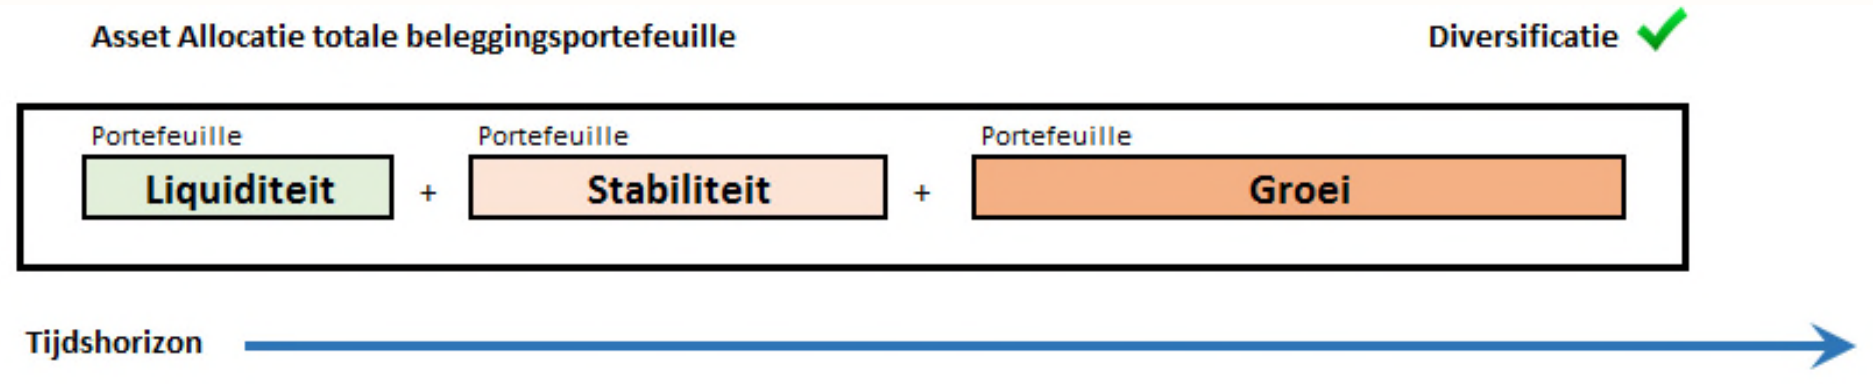 Asset Allocatie totale beleggingsportefeuille
Diversificatie
Portefeuille
Portefeuille
Portefeuille
Liquiditeit
+
Stabiliteit
+
Groei
Tijdshorizon